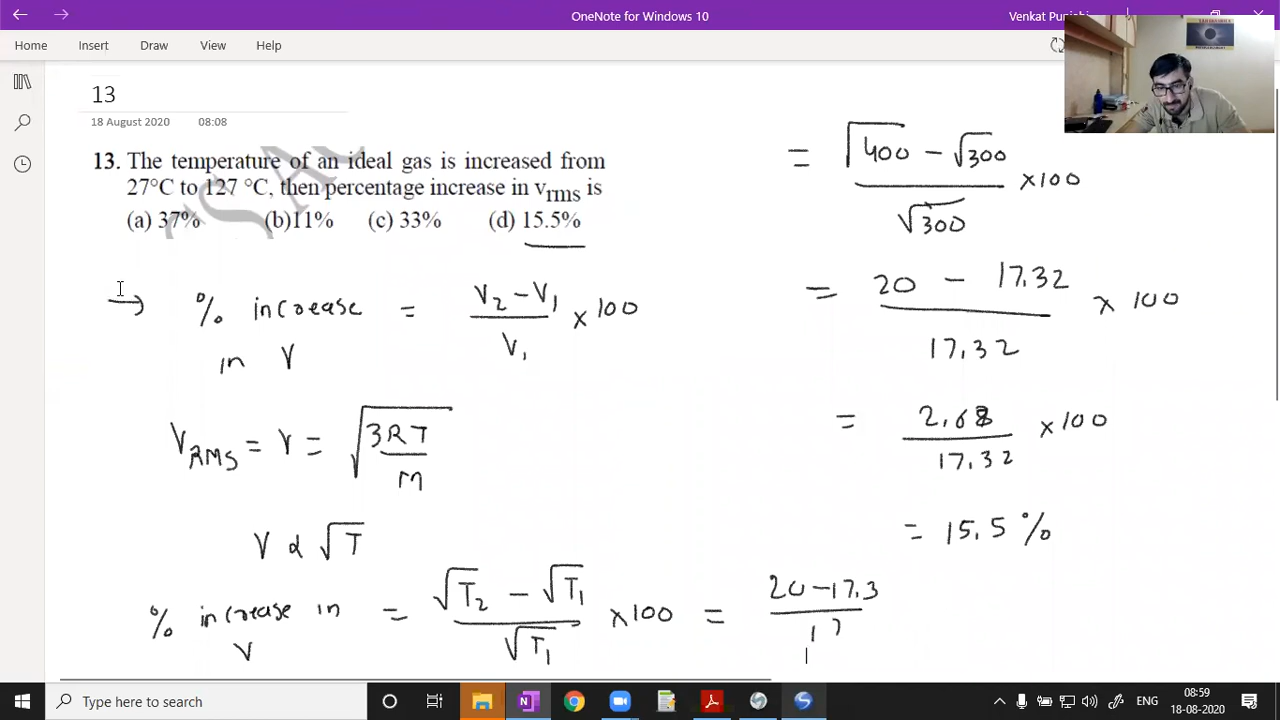 OneNote for Windows 10
Home Insert Draw View Help
13
18 August 2020 08:08
13. The temperature of an ideal gas is increased from
27°C to 127 °C, then percentage increase in vrms is
(a) 37% (b)11% (c) 33% (d) 15.5%
→ % increase in V = V2 - V1 / V1 × 100
VRMS = V = √3RT/m
V ∝ √T
% increase in V = √T2 - √T1 / √T1 ×100 = 20-17.3 / 17
= √400 - √300 / √300 ×100
= 20 - 17.32 / 17.32 × 100
= 2.68 / 17.32 ×100
= 15.5 %
Type here to search
ENG
08:59
18-08-2020